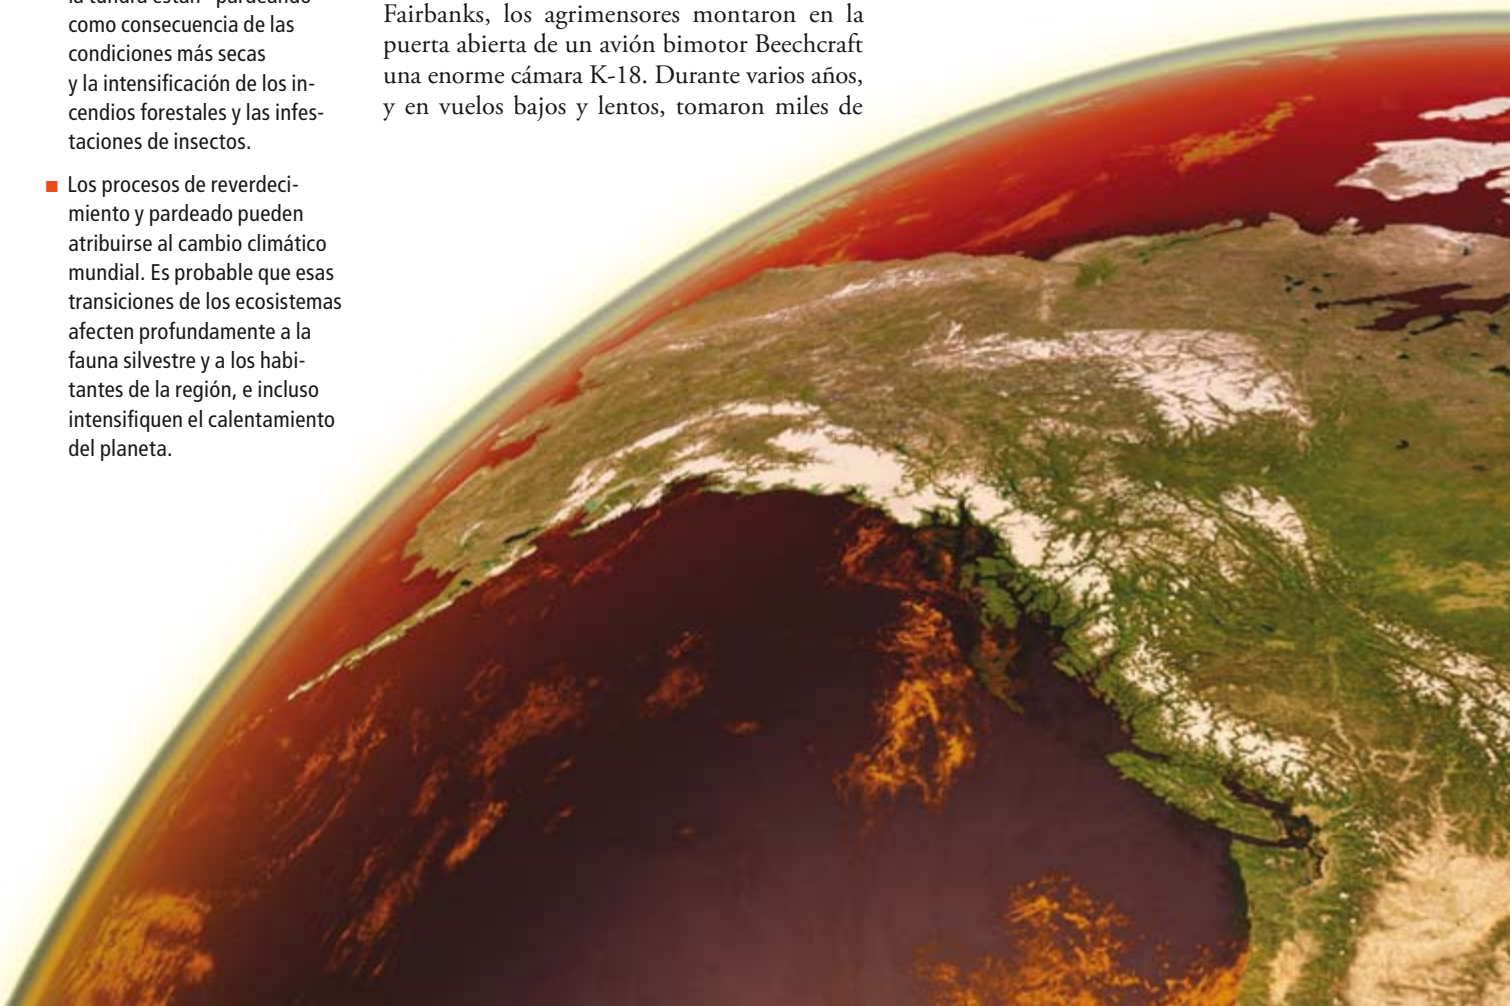 la tundra están "pardeando"
como consecuencia de las
condiciones más secas
y la intensificación de los in-
cendios forestales y las infes-
taciones de insectos.
Los procesos de reverdeci-
miento y pardeado pueden
atribuirse al cambio climático
mundial. Es probable que esas
transiciones de los ecosistemas
afecten profundamente a la
fauna silvestre y a los habi-
tantes de la región, e incluso
intensifiquen el calentamiento
del planeta.
Fairbanks, los agrimensores montaron en la
puerta abierta de un avión bimotor Beechcraft
una enorme cámara K-18. Durante varios años,
y en vuelos bajos y lentos, tomaron miles de